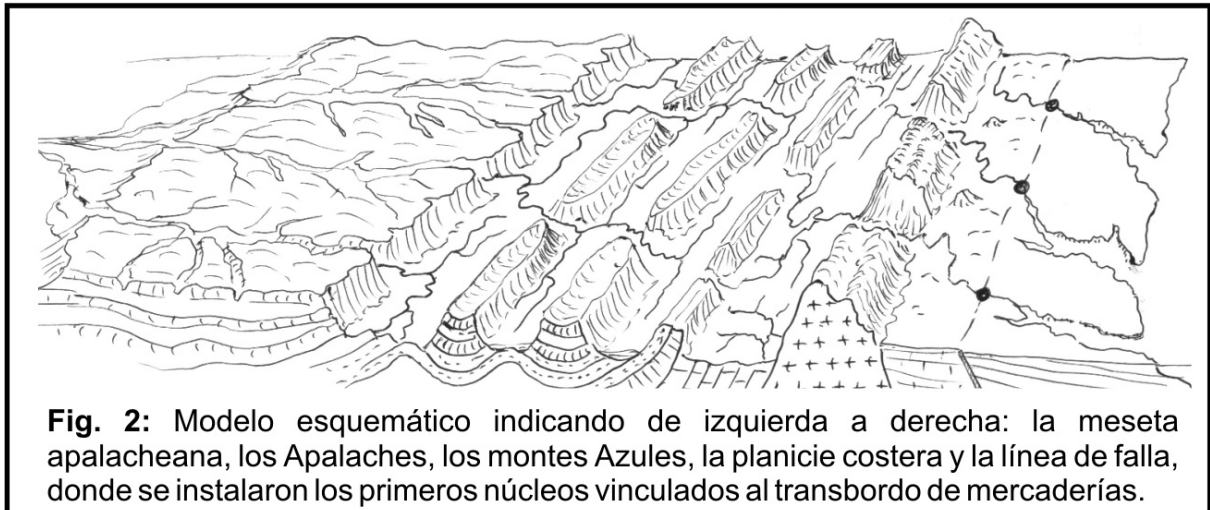 Fig. 2: Modelo esquemático indicando de izquierda a derecha: la meseta
apalacheana, los Apalaches, los montes Azules, la planicie costera y la línea de falla,
donde se instalaron los primeros núcleos vinculados al transbordo de mercaderías.